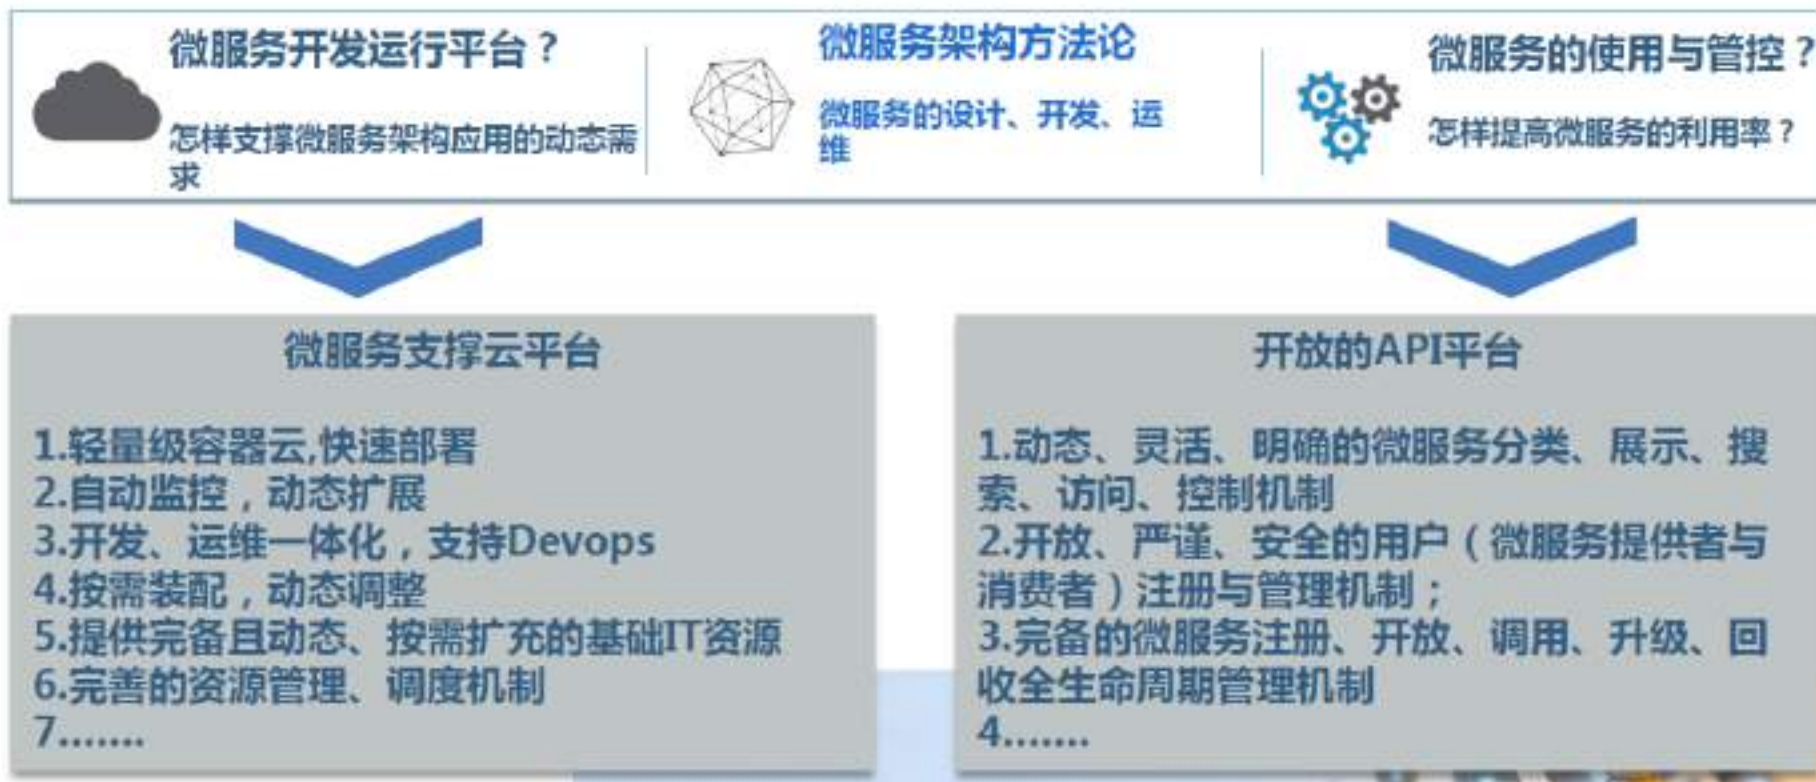 微服务开发运行平台？
怎样支撑微服务架构应用的动态需
求
微服务架构方法论
微服务的设计、开发、运
维
微服务的使用与管控？
怎样提高微服务的利用率？
微服务支撑云平台
1.轻量级容器云,快速部署
2.自动监控，动态扩展
3.开发、运维一体化，支持Devops
4.按需装配，动态调整
5.提供完备且动态、按需扩充的基础IT资源
6.完善的资源管理、调度机制
7.......
开放的API平台
1.动态、灵活、明确的微服务分类、展示、搜
索、访问、控制机制
2.开放、严谨、安全的用户（微服务提供者与
消费者）注册与管理机制；
3.完备的微服务注册、开放、调用、升级、回
收全生命周期管理机制
4.......